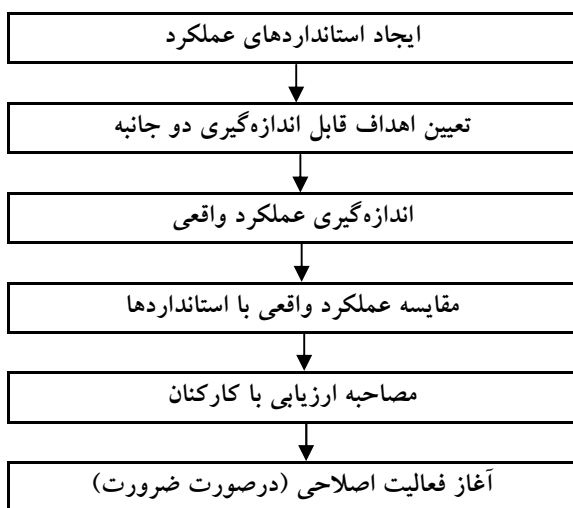 ایجاد استانداردهای عملکرد
تعیین اهداف قابل اندازه‌گیری دو جانبه
اندازه‌گیری عملکرد واقعی
مقایسه عملکرد واقعی با استانداردها
مصاحبه ارزیابی با کارکنان
آغاز فعالیت اصلاحی (درصورت ضرورت)